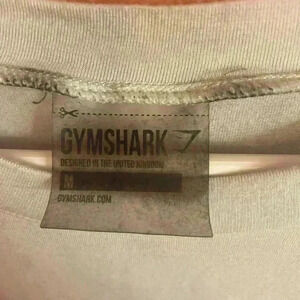 GYMSHARK
DESIGNED IN THE UNITED KINGDOM
M
GYMSHARK.COM